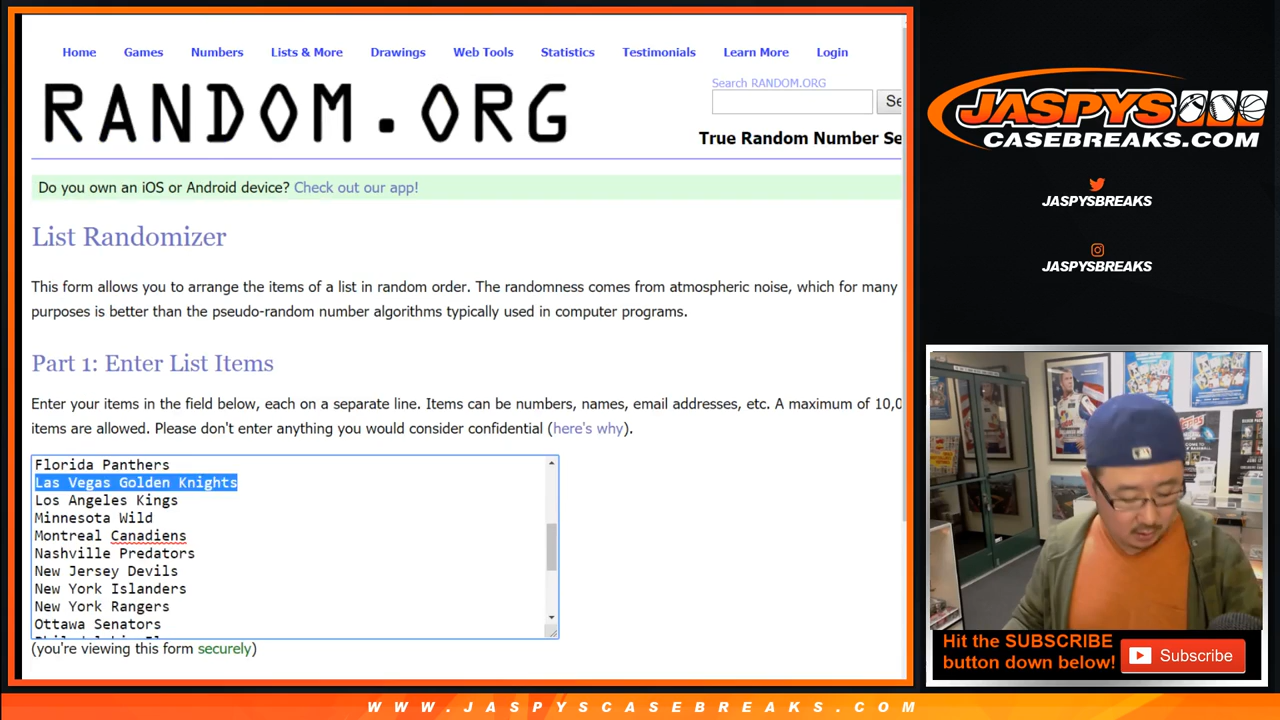 Home Games Numbers Lists & More Drawings Web Tools Statistics Testimonials Learn More Login
Search RANDOM.ORG
RANDOM.ORG
Se
True Random Number Se
Do you own an iOS or Android device? Check out our app!
List Randomizer
This form allows you to arrange the items of a list in random order. The randomness comes from atmospheric noise, which for many
purposes is better than the pseudo-random number algorithms typically used in computer programs.
Part 1: Enter List Items
Enter your items in the field below, each on a separate line. Items can be numbers, names, email addresses, etc. A maximum of 10,0
items are allowed. Please don't enter anything you would consider confidential (here's why).
Florida Panthers
Las Vegas Golden Knights
Los Angeles Kings
Minnesota Wild
Montreal Canadiens
Nashville Predators
New Jersey Devils
New York Islanders
New York Rangers
Ottawa Senators
(you're viewing this form securely)
JASPYS
CASEBREAKS.COM
JASPYSBREAKS
JASPYSBREAKS
Hit the SUBSCRIBE
button down below!
Subscribe
WWW.JASPYSCASEBREAKS.COM